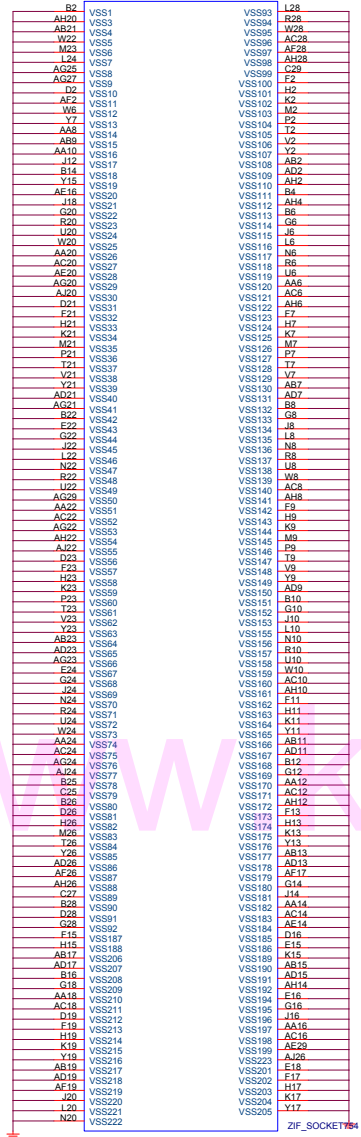 B2 VSS1
AH20 VSS3
AB21 VSS4
W22 VSS5
M23 VSS6
L24 VSS7
AG25 VSS8
AG27 VSS9
D2 VSS10
AF2 VSS11
W6 VSS12
Y7 VSS13
AA8 VSS14
AB9 VSS15
AA10 VSS16
J12 VSS17
B14 VSS18
Y15 VSS19
AE16 VSS20
J18 VSS21
G20 VSS22
R20 VSS23
U20 VSS24
W20 VSS25
AA20 VSS26
AC20 VSS27
AE20 VSS28
AG20 VSS29
AJ20 VSS30
D21 VSS31
F21 VSS32
H21 VSS33
K21 VSS34
M21 VSS35
P21 VSS36
T21 VSS37
V21 VSS38
Y21 VSS39
AD21 VSS40
AG21 VSS41
B22 VSS42
E22 VSS43
G22 VSS44
J22 VSS45
L22 VSS46
N22 VSS47
R22 VSS48
U22 VSS49
AG29 VSS50
AA22 VSS51
AC22 VSS52
AG22 VSS53
AH22 VSS54
AJ22 VSS55
D23 VSS56
F23 VSS57
H23 VSS58
K23 VSS59
P23 VSS60
T23 VSS61
V23 VSS62
Y23 VSS63
AB23 VSS64
AD23 VSS65
AG23 VSS66
E24 VSS67
G24 VSS68
J24 VSS69
N24 VSS70
R24 VSS71
U24 VSS72
W24 VSS73
AA24 VSS74
AC24 VSS75
AG24 VSS76
AJ24 VSS77
B25 VSS78
C25 VSS79
B26 VSS80
D26 VSS81
H26 VSS82
M26 VSS83
T26 VSS84
Y26 VSS85
AD26 VSS86
AF26 VSS87
AH26 VSS88
C27 VSS89
B28 VSS90
D28 VSS91
G28 VSS92
F15 VSS187
H15 VSS188
AB17 VSS206
AD17 VSS207
B16 VSS208
G18 VSS209
AA18 VSS210
AC18 VSS211
D19 VSS212
F19 VSS213
H19 VSS214
K19 VSS215
Y19 VSS216
AB19 VSS217
AD19 VSS218
AF19 VSS219
J20 VSS220
L20 VSS221
N20 VSS222
VSS93 L28
VSS94 R28
VSS95 W28
VSS96 AC28
VSS97 AF28
VSS98 AH28
VSS99 C29
VSS100 F2
VSS101 H2
VSS102 K2
VSS103 M2
VSS104 P2
VSS105 T2
VSS106 V2
VSS107 Y2
VSS108 AB2
VSS109 AD2
VSS110 AH2
VSS111 B4
VSS112 AH4
VSS113 B6
VSS114 G6
VSS115 J6
VSS116 L6
VSS117 N6
VSS118 R6
VSS119 U6
VSS120 AA6
VSS121 AC6
VSS122 AH6
VSS123 F7
VSS124 H7
VSS125 K7
VSS126 M7
VSS127 P7
VSS128 T7
VSS129 V7
VSS130 AB7
VSS131 AD7
VSS132 B8
VSS133 G8
VSS134 J8
VSS135 L8
VSS136 N8
VSS137 R8
VSS138 U8
VSS139 W8
VSS140 AC8
VSS141 AH8
VSS142 F9
VSS143 H9
VSS144 K9
VSS145 M9
VSS146 P9
VSS147 T9
VSS148 V9
VSS149 Y9
VSS150 AD9
VSS151 B10
VSS152 G10
VSS153 J10
VSS155 L10
VSS156 N10
VSS157 R10
VSS158 U10
VSS159 W10
VSS160 AC10
VSS161 AH10
VSS162 F11
VSS163 H11
VSS164 K11
VSS165 Y11
VSS166 AB11
VSS167 AD11
VSS168 B12
VSS169 G12
VSS170 AA12
VSS171 AC12
VSS172 AH12
VSS173 F13
VSS174 H13
VSS175 K13
VSS176 Y13
VSS177 AB13
VSS178 AD13
VSS179 AF17
VSS180 G14
VSS181 J14
VSS182 AA14
VSS183 AC14
VSS184 AE14
VSS185 D16
VSS186 E15
VSS189 K15
VSS190 AB15
VSS191 AD15
VSS192 AH14
VSS194 E16
VSS195 G16
VSS196 J16
VSS197 AA16
VSS198 AC16
VSS199 AE29
VSS223 AJ26
VSS201 E18
VSS202 F17
VSS203 H17
VSS204 K17
VSS205 Y17
ZIF_SOCKET754